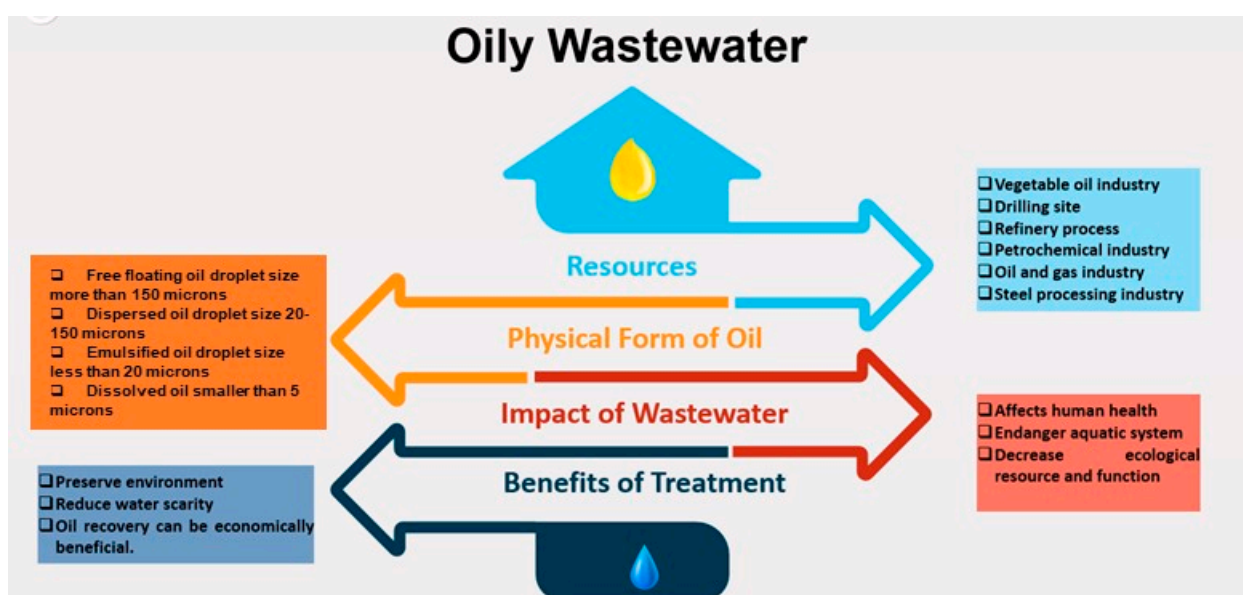 Oily Wastewater
Resources
❑Vegetable oil industry
❑Drilling site
❑Refinery process
❑Petrochemical industry
❑Oil and gas industry
❑Steel processing industry
Physical Form of Oil
❑ Free floating oil droplet size
more than 150 microns
❑ Dispersed oil droplet size 20-
150 microns
❑ Emulsified oil droplet size
less than 20 microns
❑ Dissolved oil smaller than 5
microns
Impact of Wastewater
❑Affects human health
❑Endanger aquatic system
❑Decrease ecological
resource and function
Benefits of Treatment
❑Preserve environment
❑Reduce water scarity
❑Oil recovery can be economically
beneficial.